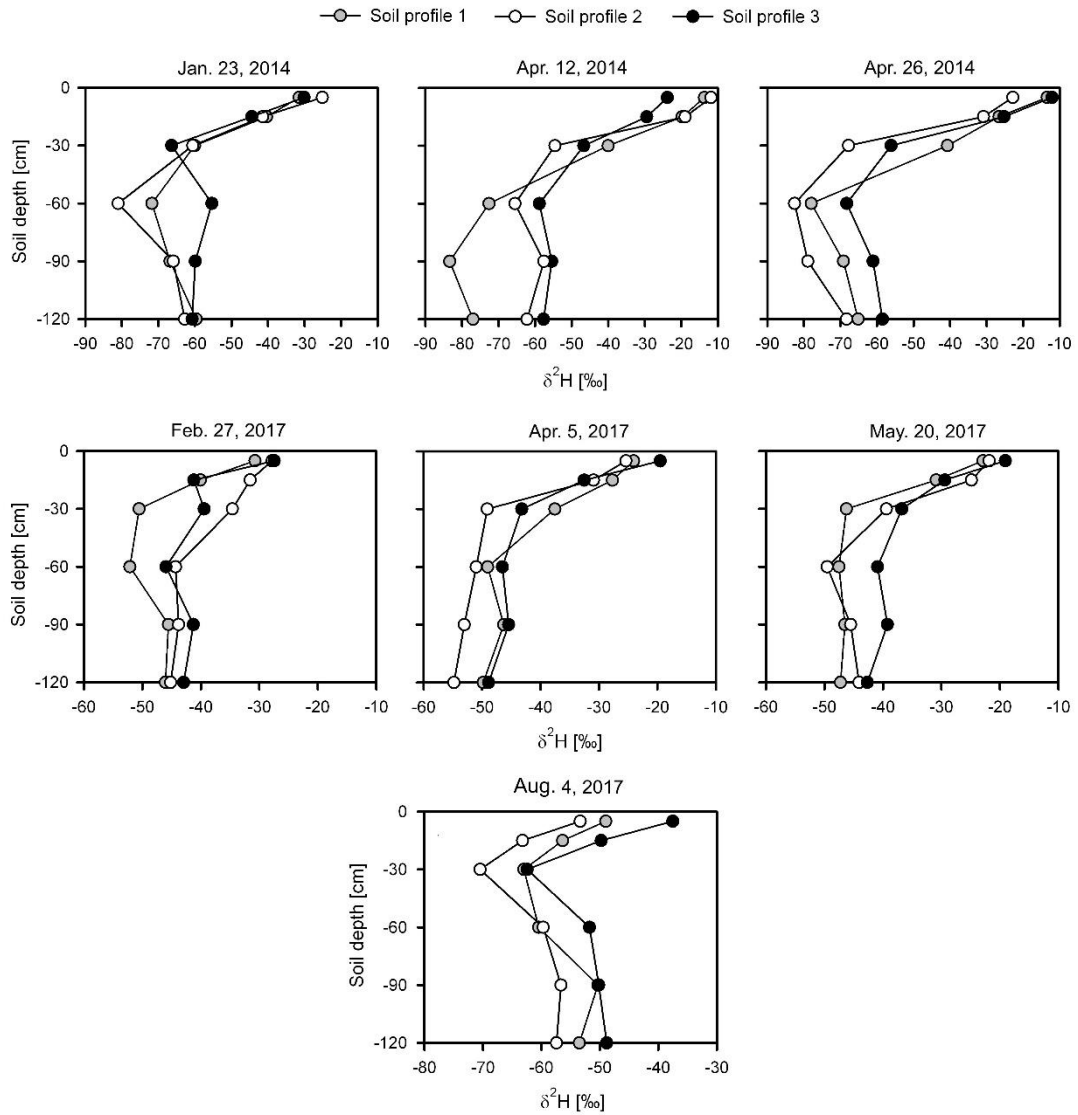 Soil profile 1 Soil profile 2 Soil profile 3
Jan. 23, 2014 Apr. 12, 2014 Apr. 26, 2014
0
-30
-60
-90
-120
Soil depth [cm]
-90 -80 -70 -60 -50 -40 -30 -20 -10 -90 -80 -70 -60 -50 -40 -30 -20 -10 -90 -80 -70 -60 -50 -40 -30 -20 -10
δ²H [‰]
Feb. 27, 2017 Apr. 5, 2017 May. 20, 2017
0
-30
-60
-90
-120
Soil depth [cm]
-60 -50 -40 -30 -20 -10 -60 -50 -40 -30 -20 -10 -60 -50 -40 -30 -20 -10
δ²H [‰]
Aug. 4, 2017
0
-30
-60
-90
-120
Soil depth [cm]
-80 -70 -60 -50 -40 -30
δ²H [‰]